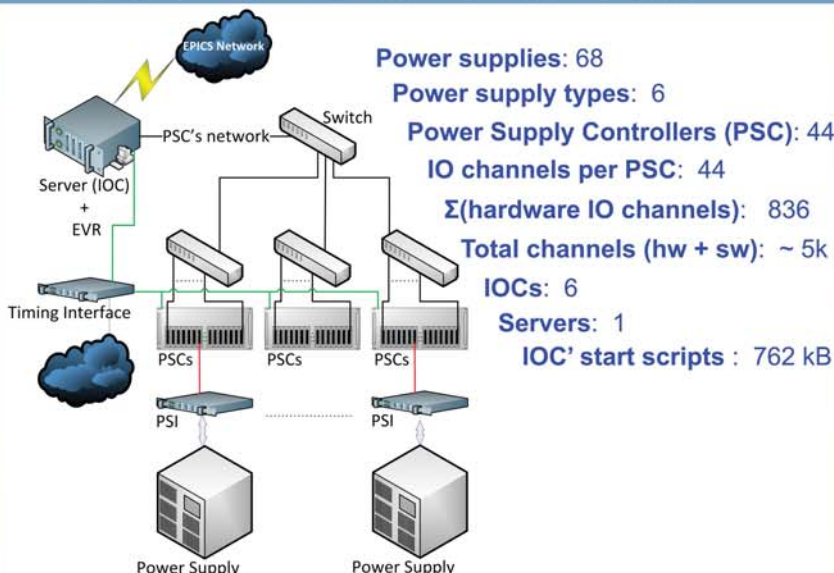 EPICS Network
Power supplies: 68
Power supply types: 6
Switch
PSC's network
Power Supply Controllers (PSC): 44
IO channels per PSC: 44
Server (IOC)
+
EVR
Σ(hardware IO channels): 836
Total channels (hw + sw): ~ 5k
IOCs: 6
Timing Interface
Servers: 1
PSCs
PSCs
PSCs
IOC' start scripts : 762 kB
PSI
PSI
Power Supply
Power Supply